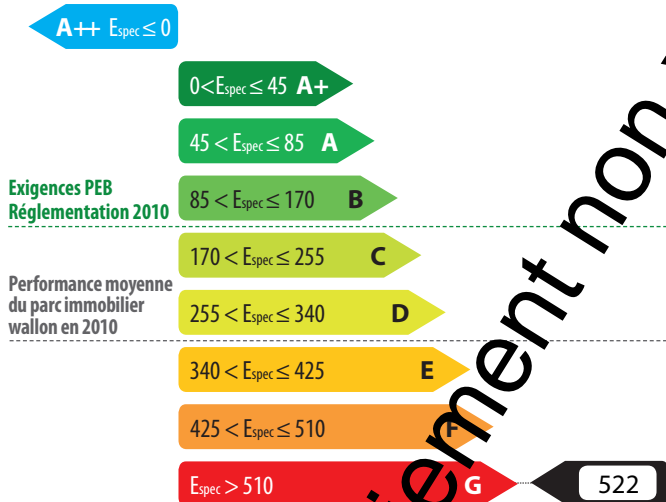 A++ Espec ≤ 0
0 < Espec ≤ 45 A+
45 < Espec ≤ 85 A
Exigences PEB
Réglementation 2010
85 < Espec ≤ 170 B
170 < Espec ≤ 255 C
Performance moyenne
du parc immobilier
wallon en 2010
255 < Espec ≤ 340 D
340 < Espec ≤ 425 E
425 < Espec ≤ 510 F
Espec > 510 G
522
non